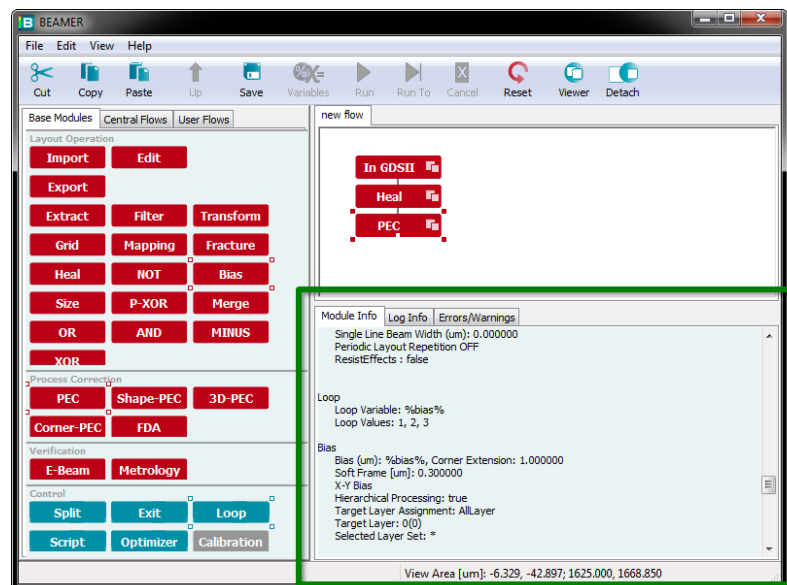 BEAMER
File Edit View Help
Cut Copy Paste Up Save Variables Run Run To Cancel Reset Viewer Detach
Base Modules Central Flows User Flows
Layout Operation
Import Edit
Export
Extract Filter Transform
Grid Mapping Fracture
Heal NOT Bias
Size P-XOR Merge
OR AND MINUS
XOR
Process Correction
PEC Shape-PEC 3D-PEC
Corner-PEC FDA
Verification
E-Beam Metrology
Control
Split Exit Loop
Script Optimizer Calibration
new flow
In GDSII
Heal
PEC
Module Info Log Info Errors/Warnings
Single Line Beam Width (um): 0.000000
Periodic Layout Repetition OFF
ResistEffects : false
Loop
Loop Variable: %bias%
Loop Values: 1, 2, 3
Bias
Bias (um): %bias%, Corner Extension: 1.000000
Soft Frame [um]: 0.300000
X-Y Bias
Hierarchical Processing: true
Target Layer Assignment: AllLayer
Target Layer: 0(0)
Selected Layer Set: *
View Area [um]: -6.329, -42.897; 1625.000, 1668.850